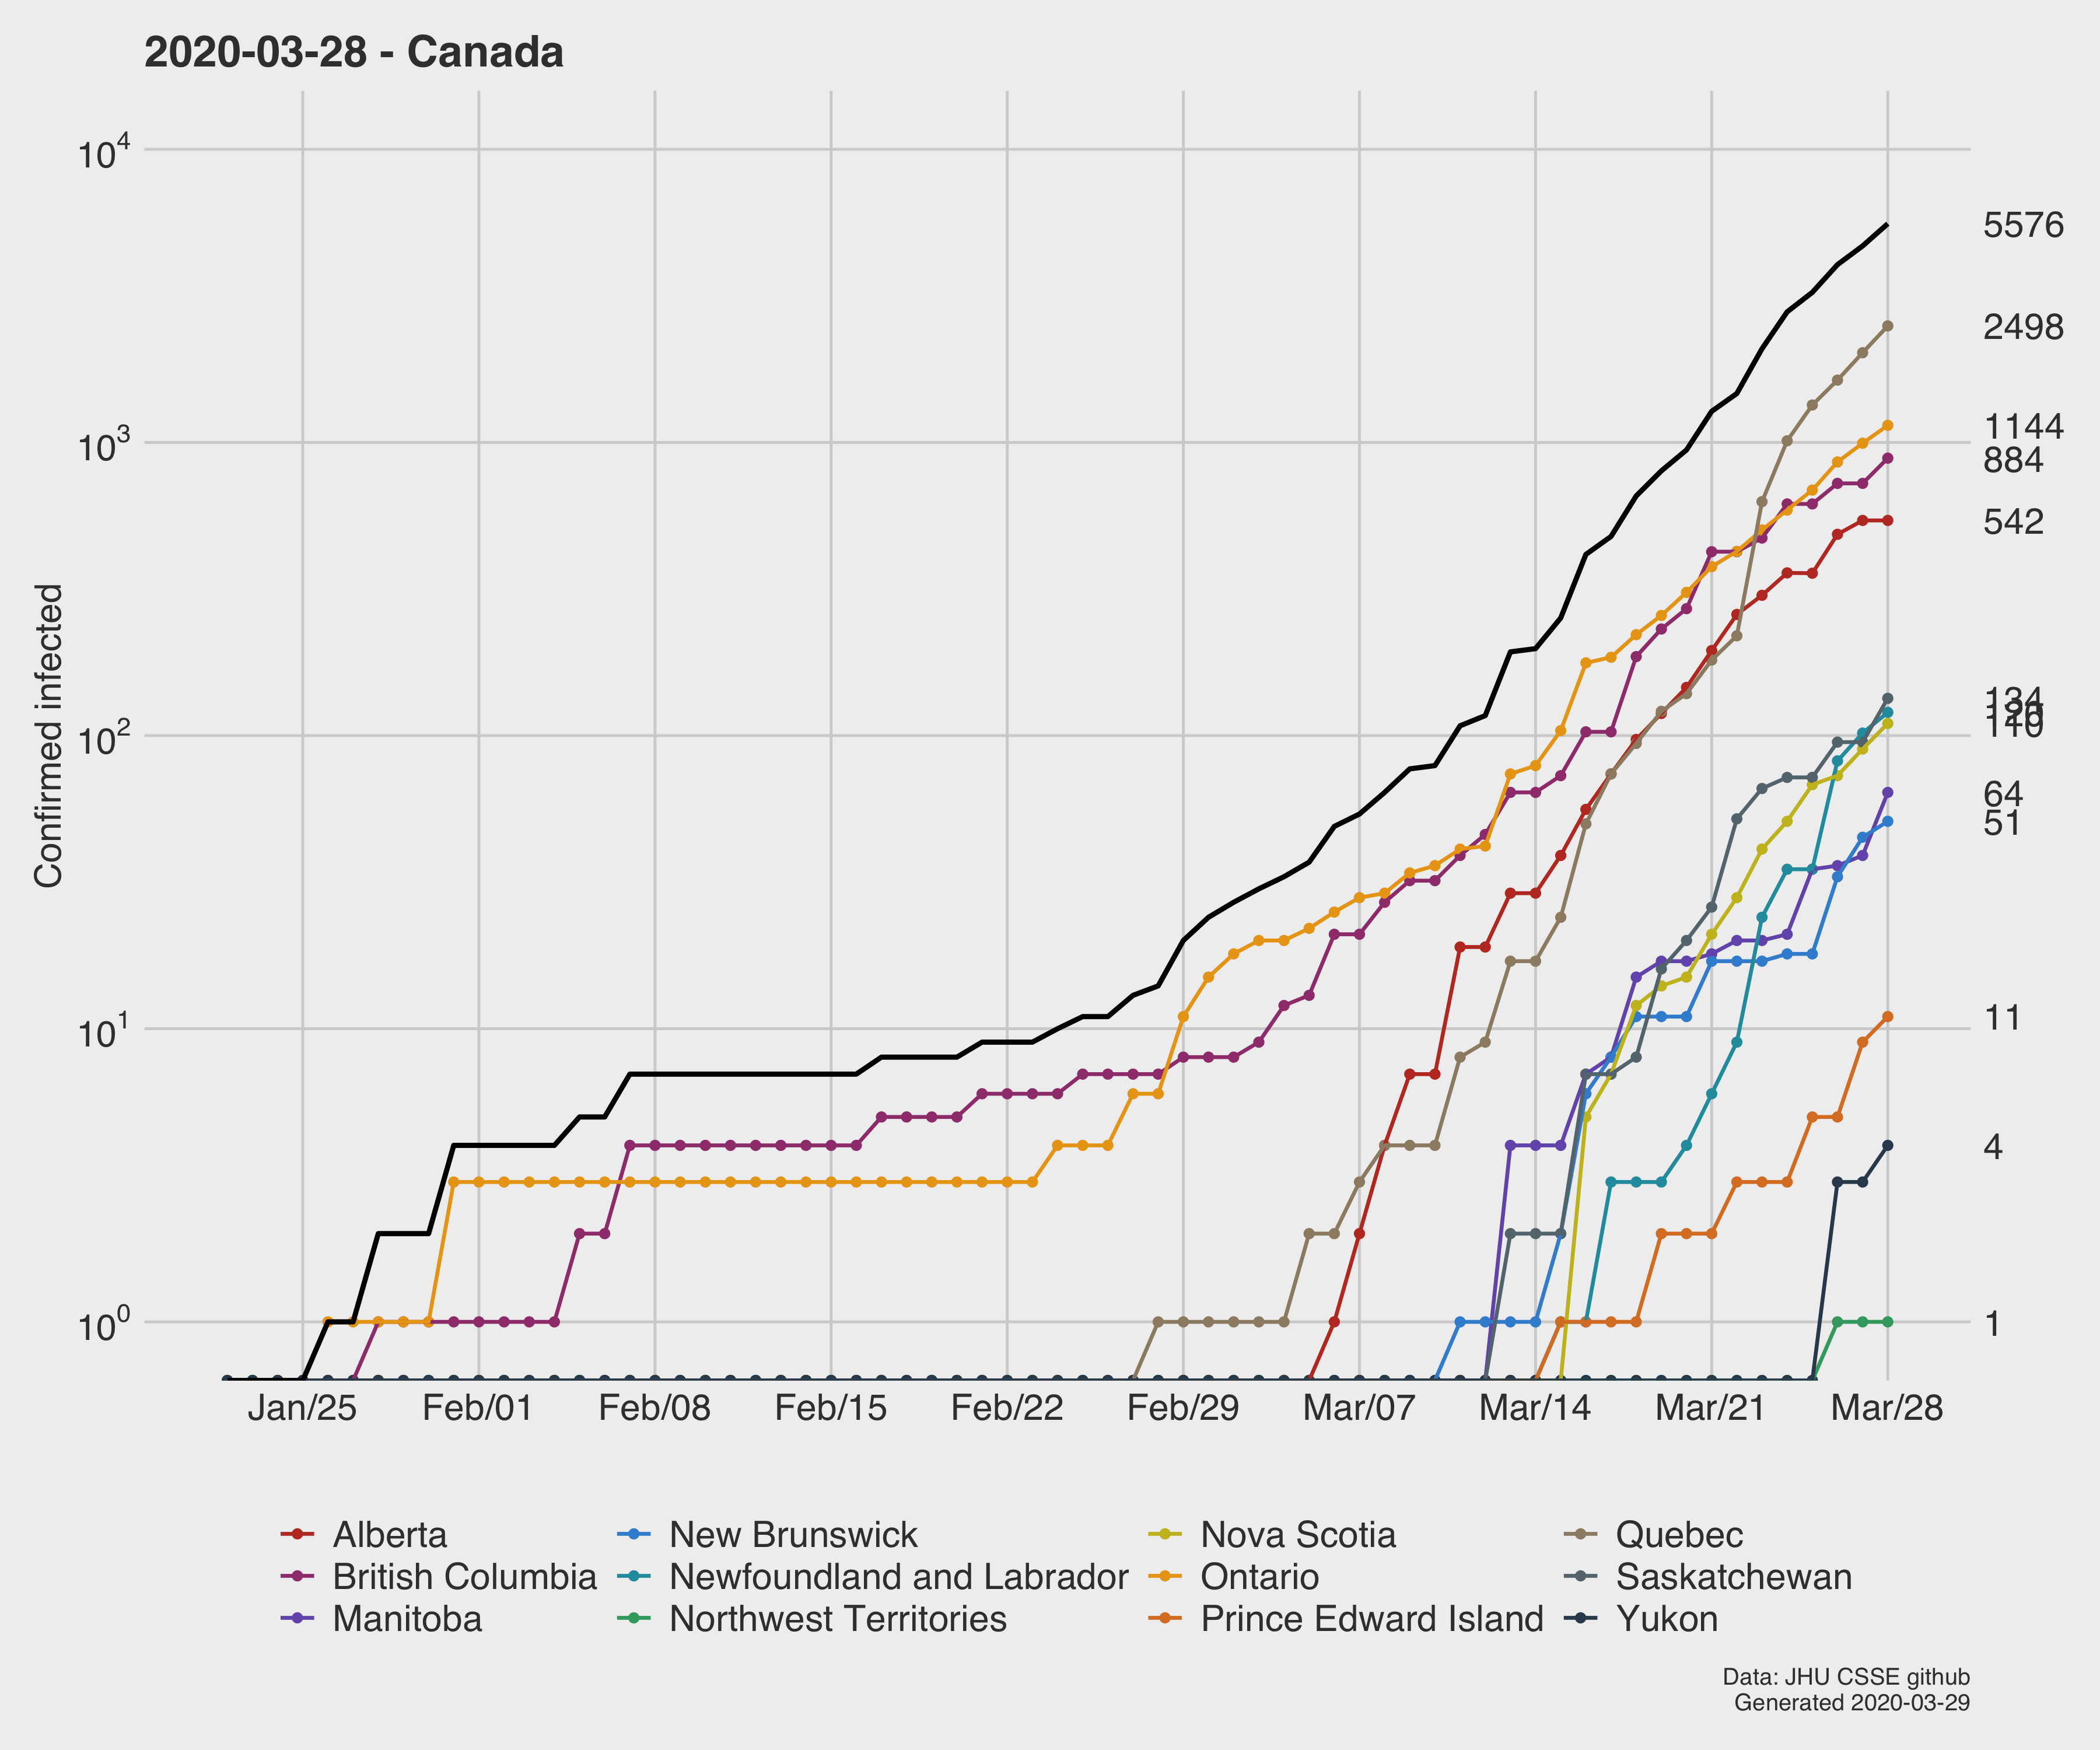 2020-03-28 - Canada
10^4
10^3
10^2
10^1
10^0
Confirmed infected
5576
2498
1144
884
542
134
110
64
51
11
4
1
Jan/25 Feb/01 Feb/08 Feb/15 Feb/22 Feb/29 Mar/07 Mar/14 Mar/21 Mar/28
Alberta New Brunswick Nova Scotia Quebec
British Columbia Newfoundland and Labrador Ontario Saskatchewan
Manitoba Northwest Territories Prince Edward Island Yukon
Data: JHU CSSE github
Generated 2020-03-29